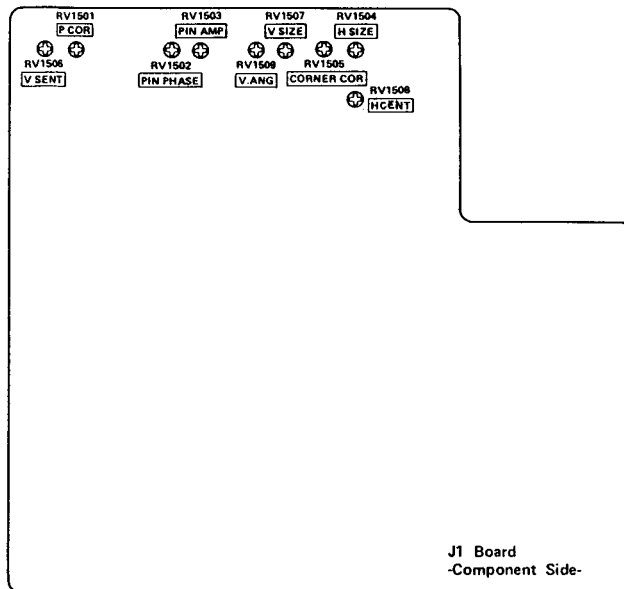 RV1501
P COR
RV1503
PIN AMP
RV1507
V SIZE
RV1504
H SIZE
RV1506
V SENT
RV1502
PIN PHASE
RV1509
V.ANG
RV1505
CORNER COR
RV1508
HCENT
J1 Board
-Component Side-